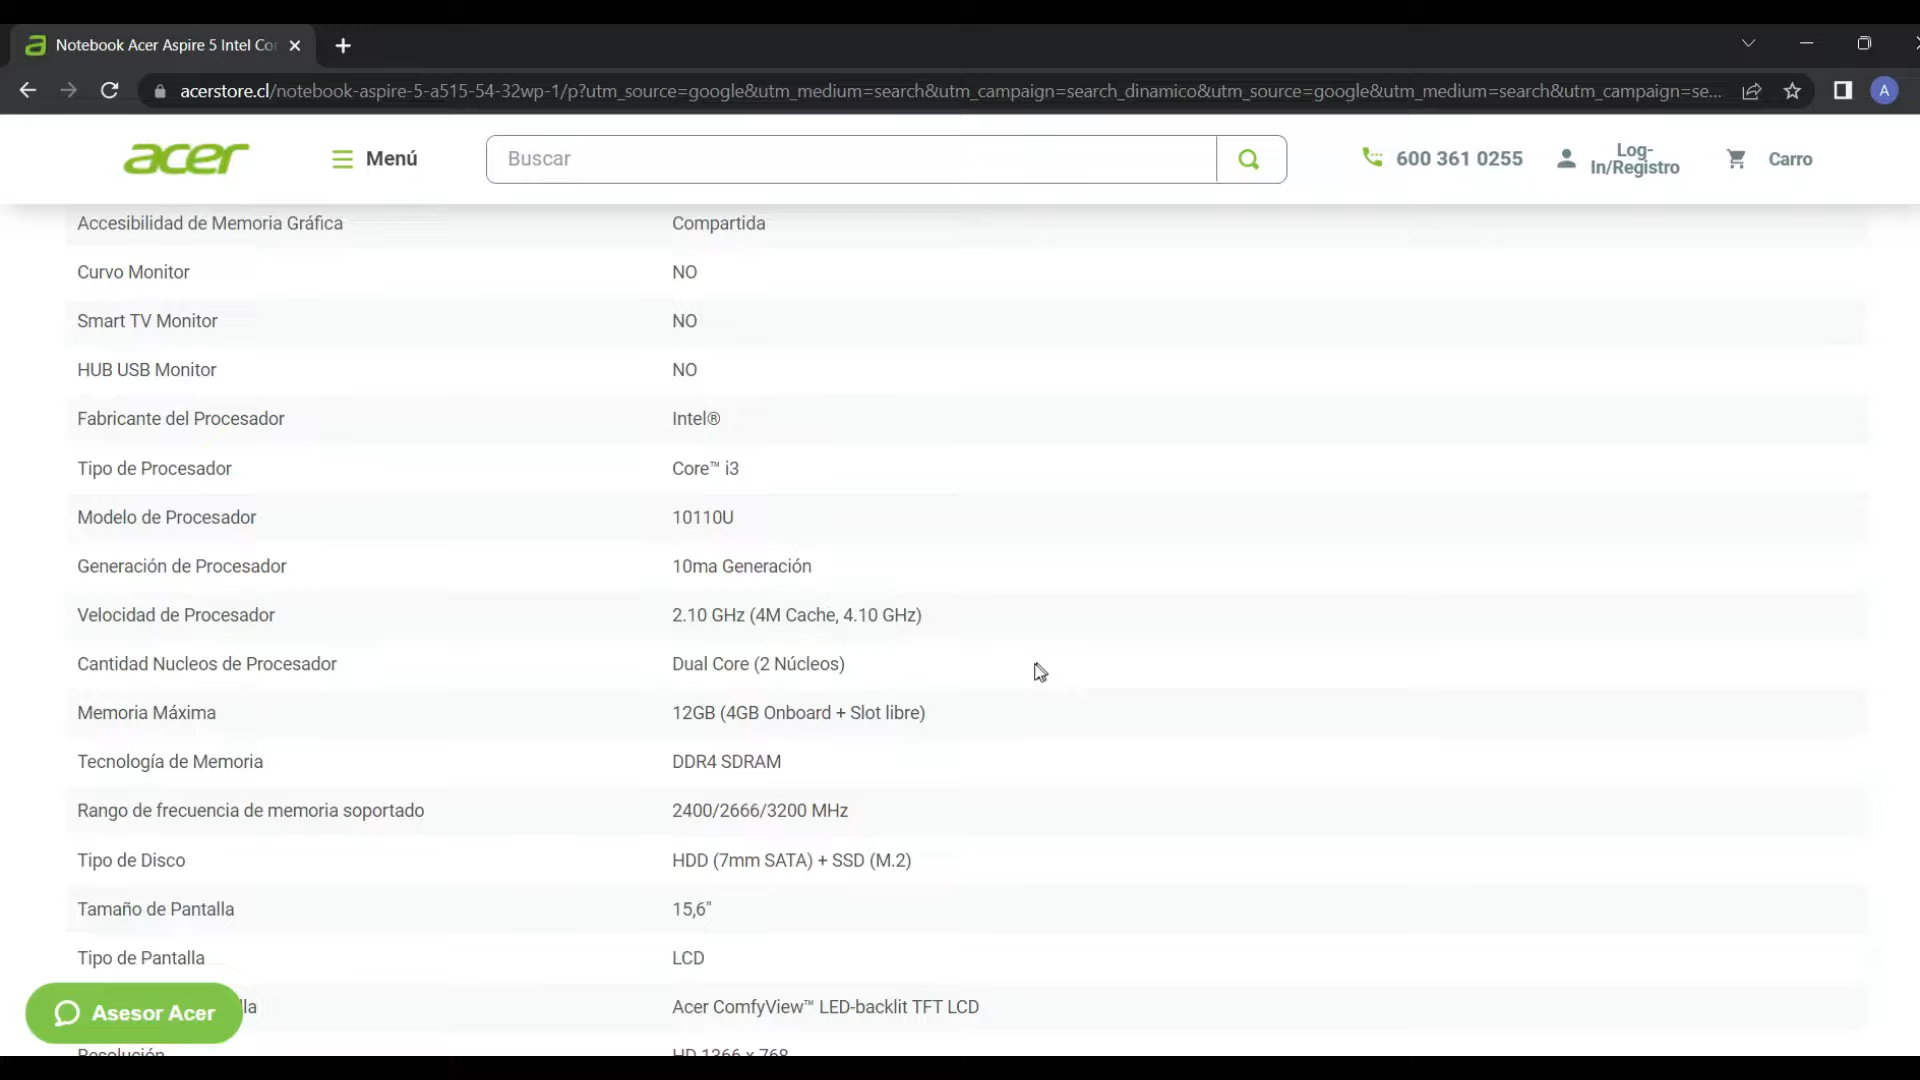 Notebook Acer Aspire 5 Intel Co
acerstore.cl/notebook-aspire-5-a515-54-32wp-1/p?utm_source=google&utm_medium=search&utm_campaign=search_dinamico&utm_source=google&utm_medium=search&utm_campaign=se...
A
acer
Menú
Buscar
600 361 0255
Log-
In/Registro
Carro
Accesibilidad de Memoria Gráfica Compartida
Curvo Monitor NO
Smart TV Monitor NO
HUB USB Monitor NO
Fabricante del Procesador Intel®
Tipo de Procesador Core™ i3
Modelo de Procesador 10110U
Generación de Procesador 10ma Generación
Velocidad de Procesador 2.10 GHz (4M Cache, 4.10 GHz)
Cantidad Nucleos de Procesador Dual Core (2 Núcleos)
Memoria Máxima 12GB (4GB Onboard + Slot libre)
Tecnología de Memoria DDR4 SDRAM
Rango de frecuencia de memoria soportado 2400/2666/3200 MHz
Tipo de Disco HDD (7mm SATA) + SSD (M.2)
Tamaño de Pantalla 15,6"
Tipo de Pantalla LCD
Asesor Acer
lla Acer ComfyView™ LED-backlit TFT LCD
Resolución HD 1366 x 768